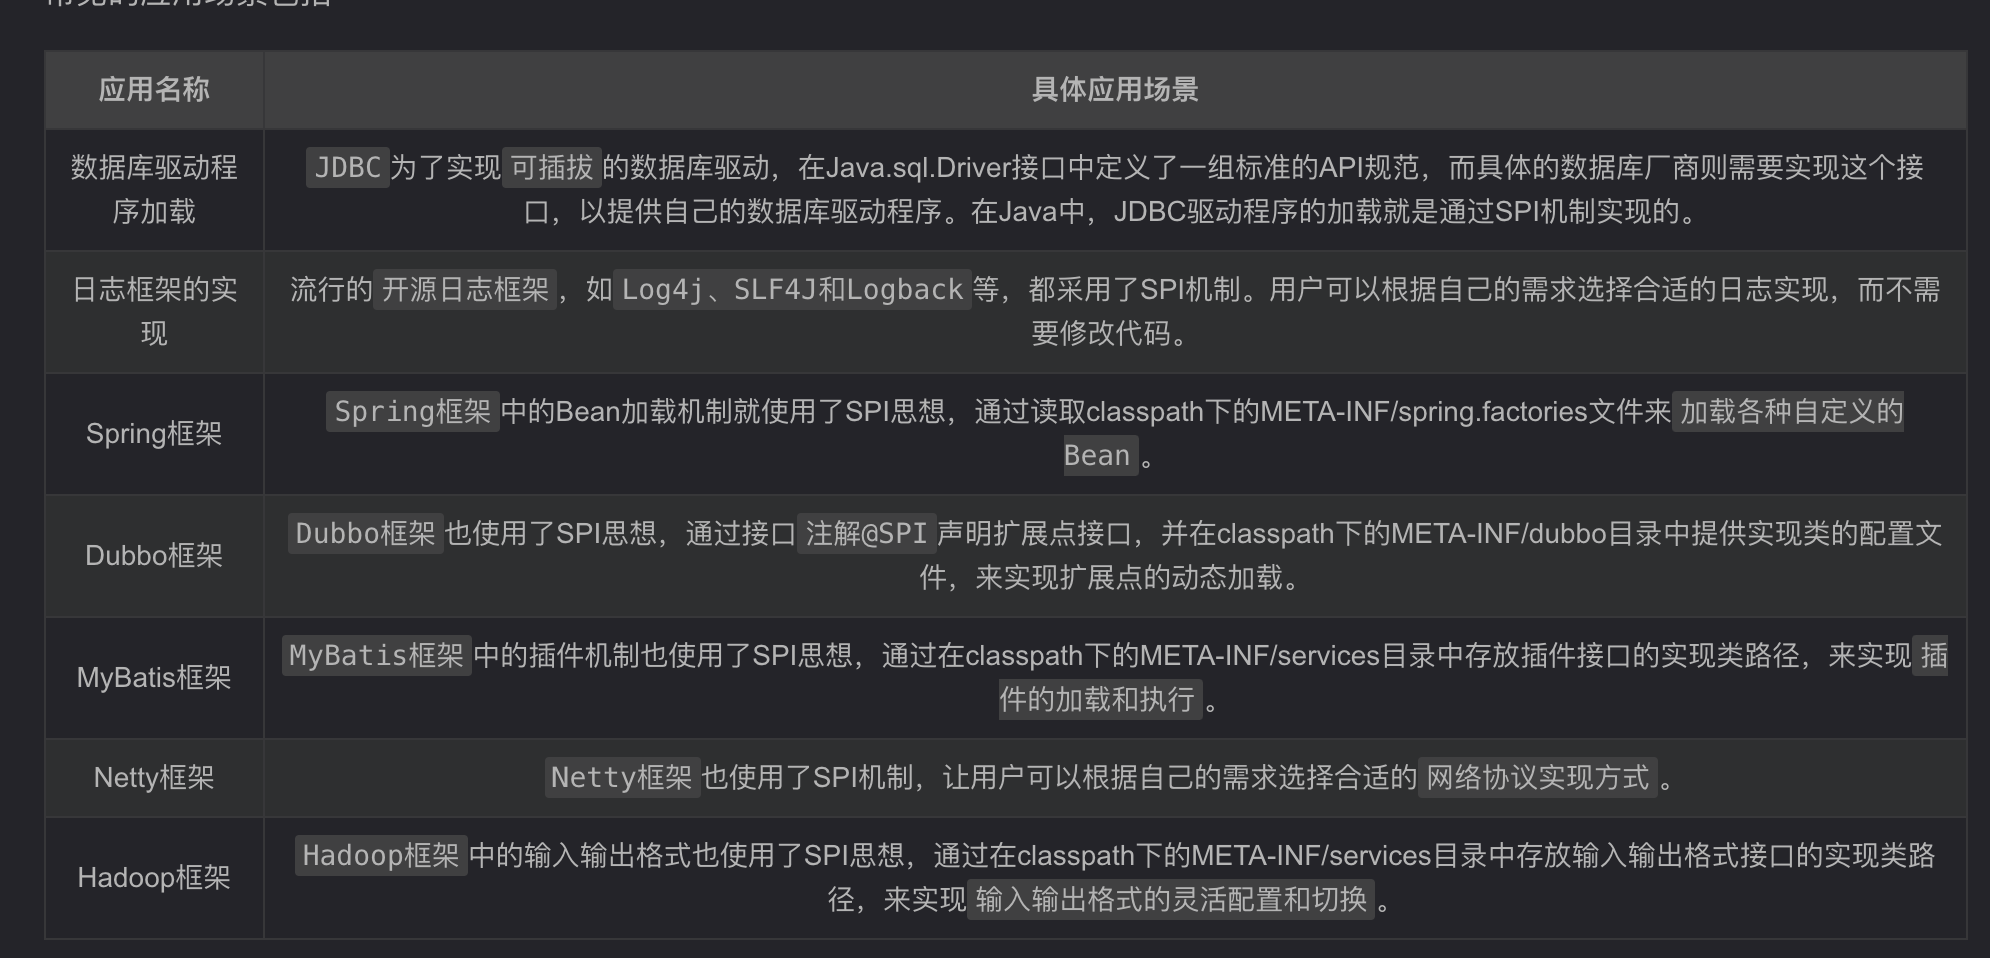 常见的应用场景包括
应用名称
具体应用场景
数据库驱动程
序加载
JDBC为了实现可插拔的数据库驱动，在Java.sql.Driver接口中定义了一组标准的API规范，而具体的数据库厂商则需要实现这个接
口，以提供自己的数据库驱动程序。在Java中，JDBC驱动程序的加载就是通过SPI机制实现的。
日志框架的实
现
流行的开源日志框架，如Log4j、SLF4J和Logback等，都采用了SPI机制。用户可以根据自己的需求选择合适的日志实现，而不需
要修改代码。
Spring框架
Spring框架中的Bean加载机制就使用了SPI思想，通过读取classpath下的META-INF/spring.factories文件来加载各种自定义的
Bean。
Dubbo框架
Dubbo框架也使用了SPI思想，通过接口注解@SPI声明扩展点接口，并在classpath下的META-INF/dubbo目录中提供实现类的配置文
件，来实现扩展点的动态加载。
MyBatis框架
MyBatis框架中的插件机制也使用了SPI思想，通过在classpath下的META-INF/services目录中存放插件接口的实现类路径，来实现插
件的加载和执行。
Netty框架
Netty框架也使用了SPI机制，让用户可以根据自己的需求选择合适的网络协议实现方式。
Hadoop框架
Hadoop框架中的输入输出格式也使用了SPI思想，通过在classpath下的META-INF/services目录中存放输入输出格式接口的实现类路
径，来实现输入输出格式的灵活配置和切换。